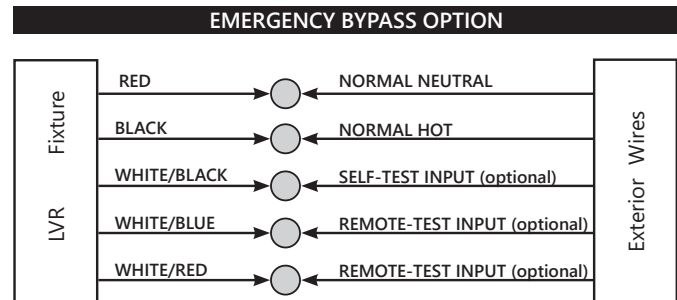 EMERGENCY BYPASS OPTION
LVR Fixture
RED NORMAL NEUTRAL
BLACK NORMAL HOT
WHITE/BLACK SELF-TEST INPUT (optional)
WHITE/BLUE REMOTE-TEST INPUT (optional)
WHITE/RED REMOTE-TEST INPUT (optional)
Exterior Wires